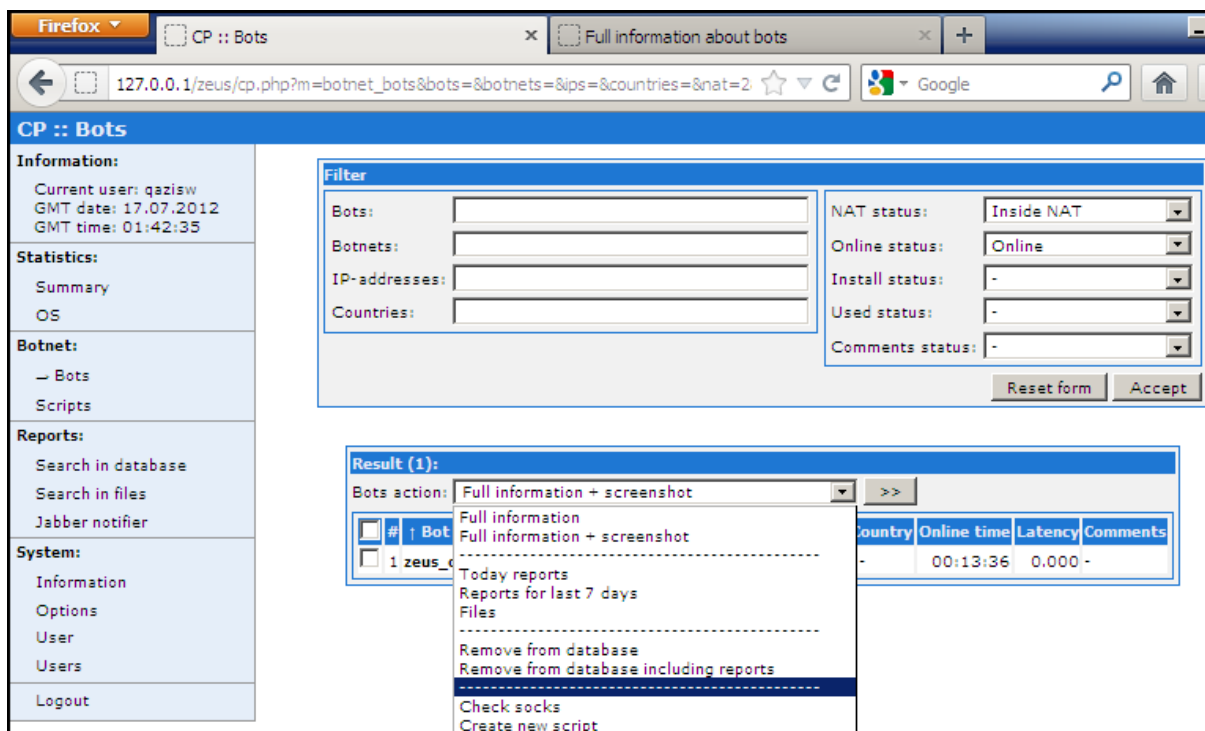 Firefox
CP :: Bots
Full information about bots
127.0.0.1/zeus/cp.php?m=botnet_bots&bots=&botnets=&ips=&countries=&nat=2
Google
CP :: Bots
Information:
Current user: qazisw
GMT date: 17.07.2012
GMT time: 01:42:35
Statistics:
Summary
OS
Botnet:
Bots
Scripts
Reports:
Search in database
Search in files
Jabber notifier
System:
Information
Options
User
Users
Logout
Filter
Bots:
Botnets:
IP-addresses:
Countries:
NAT status: Inside NAT
Online status: Online
Install status: -
Used status: -
Comments status: -
Reset form Accept
Result (1):
Bots action: Full information + screenshot >>
# ↑ Bot Country Online time Latency Comments
1 zeus_ - 00:13:36 0.000 -
Full information
Full information + screenshot
----------------------------------------------
Today reports
Reports for last 7 days
Files
----------------------------------------------
Remove from database
Remove from database including reports
----------------------------------------------
Check socks
Create new script